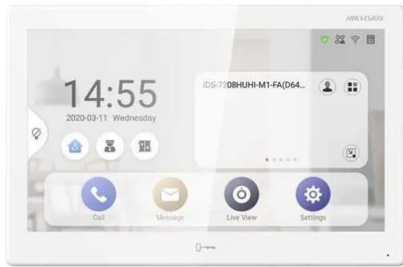 HIKVISION
14:55
2020-03-11 Wednesday
iDS-7208HUHI-M1-FA(D64...
Call
Message
Live View
Settings